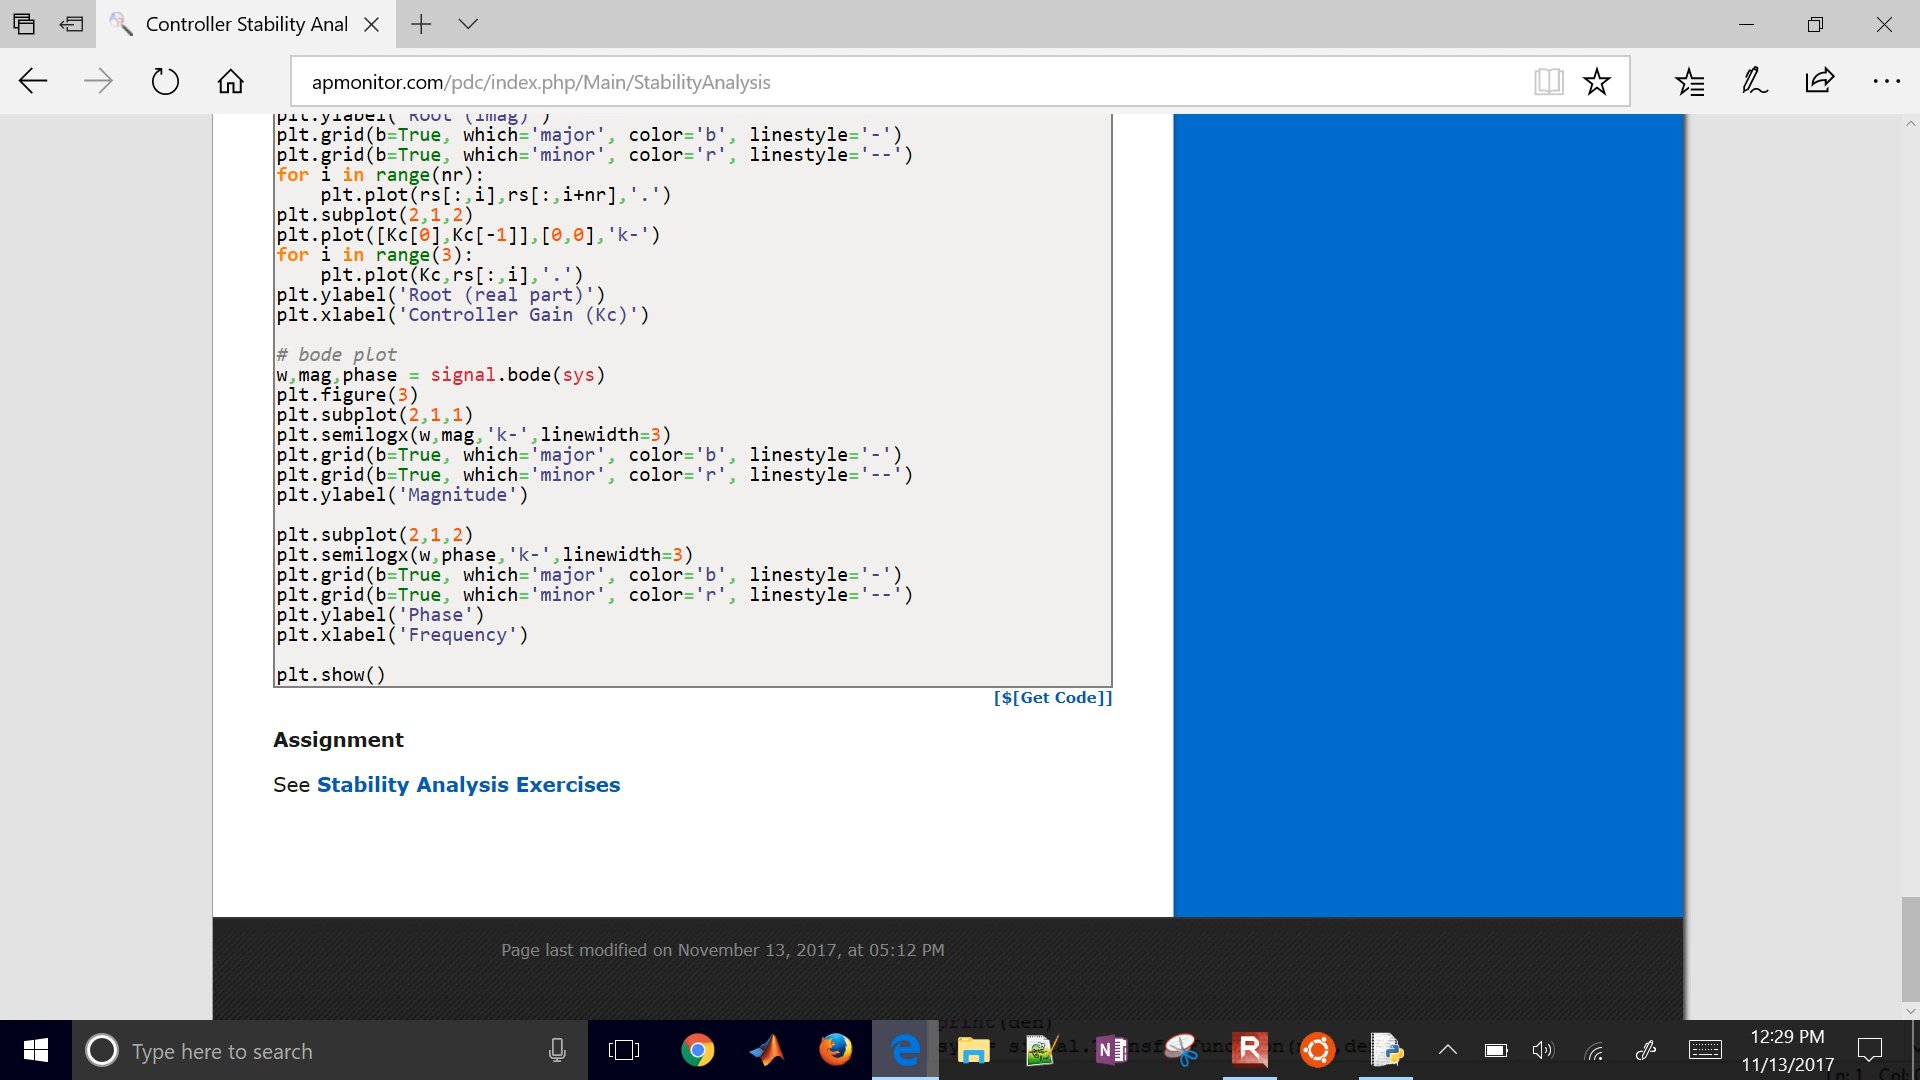 Controller Stability Anal
apmonitor.com/pdc/index.php/Main/StabilityAnalysis
plt.ylabel('Root (imag)')
plt.grid(b=True, which='major', color='b', linestyle='-')
plt.grid(b=True, which='minor', color='r', linestyle='--')
for i in range(nr):
    plt.plot(rs[:,i],rs[:,i+nr],'.')
plt.subplot(2,1,2)
plt.plot([Kc[0],Kc[-1]],[0,0],'k-')
for i in range(3):
    plt.plot(Kc,rs[:,i],'.')
plt.ylabel('Root (real part)')
plt.xlabel('Controller Gain (Kc)')
# bode plot
w,mag,phase = signal.bode(sys)
plt.figure(3)
plt.subplot(2,1,1)
plt.semilogx(w,mag,'k-',linewidth=3)
plt.grid(b=True, which='major', color='b', linestyle='-')
plt.grid(b=True, which='minor', color='r', linestyle='--')
plt.ylabel('Magnitude')
plt.subplot(2,1,2)
plt.semilogx(w,phase,'k-',linewidth=3)
plt.grid(b=True, which='major', color='b', linestyle='-')
plt.grid(b=True, which='minor', color='r', linestyle='--')
plt.ylabel('Phase')
plt.xlabel('Frequency')
plt.show()
[$[Get Code]]
Assignment
See Stability Analysis Exercises
Page last modified on November 13, 2017, at 05:12 PM
print(den)
Type here to search
12:29 PM
11/13/2017